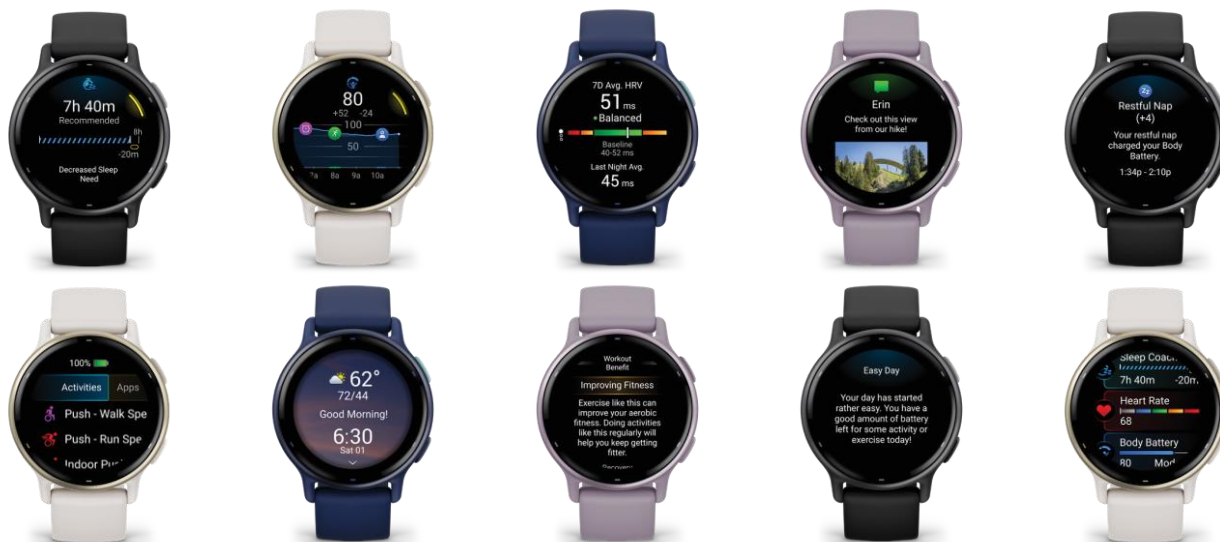 7h 40m
Recommended
8h
-20m
Decreased Sleep
Need
80
+52 -24
100
50
7a 8a 9a 10a
7D Avg. HRV
51 ms
Balanced
Baseline
40-52 ms
Last Night Avg.
45 ms
Erin
Check out this view
from our hike!
Restful Nap
(+4)
Your restful nap
charged your Body
Battery.
1:34p - 2:10p
100%
Activities Apps
Push - Walk Spe
Push - Run Spe
Indoor Pus
62°
72/44
Good Morning!
6:30
Sat 01
Workout
Benefit
Improving Fitness
Exercise like this can
improve your aerobic
fitness. Doing activities
like this regularly will
help you keep getting
fitter.
Recovery
Easy Day
Your day has started
rather easy. You have a
good amount of battery
left for some activity or
exercise today!
Sleep Coach
7h 40m -20m
Heart Rate
68
Body Battery
80 Mod